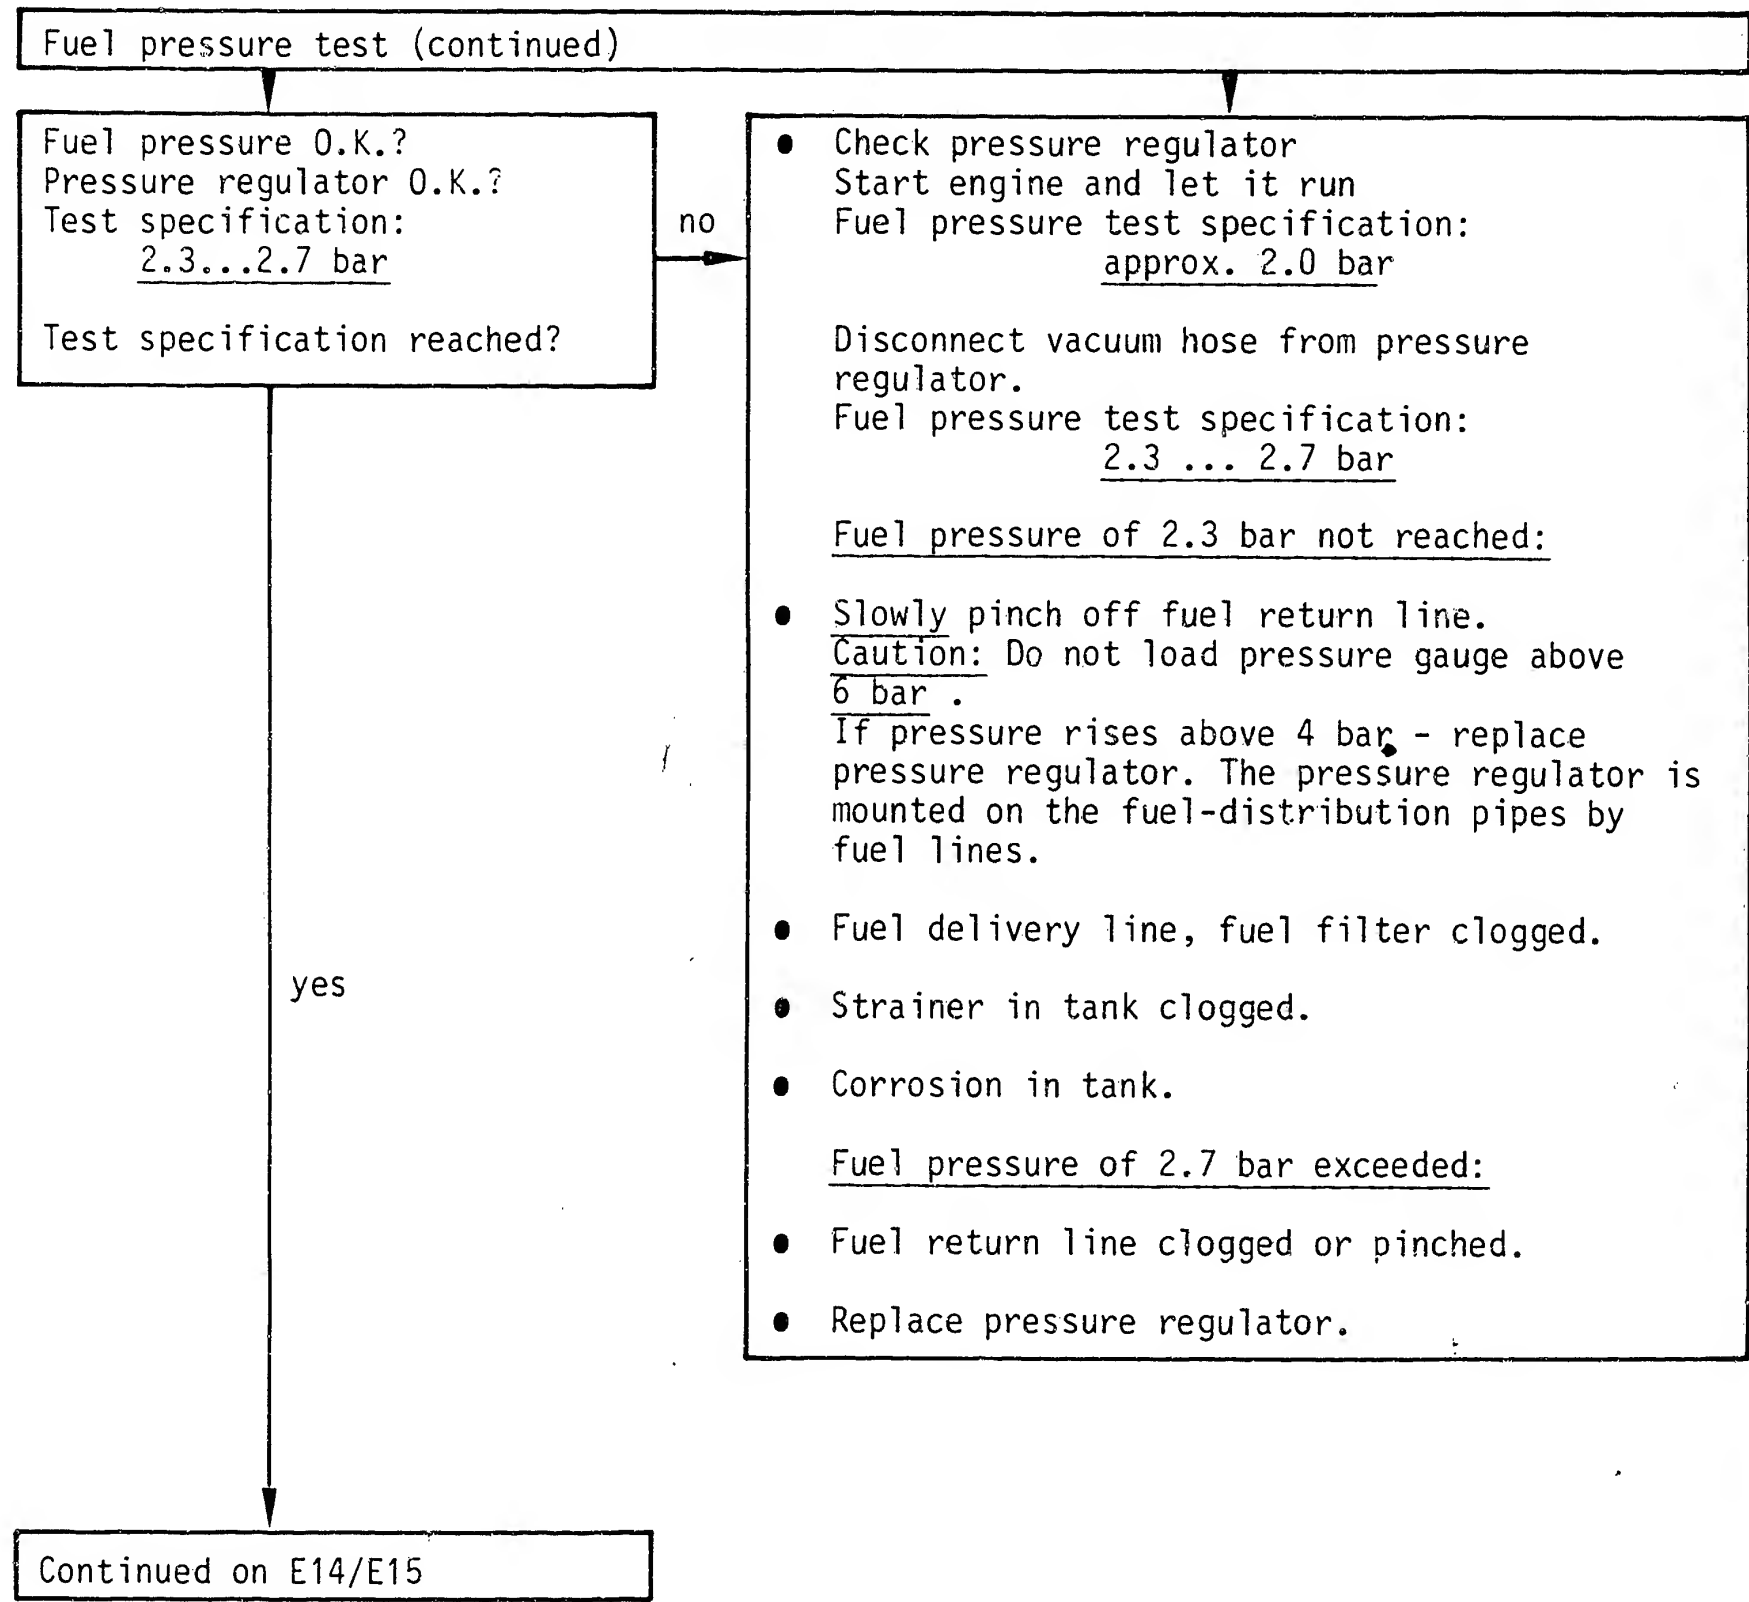 Fuel pressure test (continued)
Fuel pressure O.K.?
Pressure regulator O.K.?
Test specification:
2.3...2.7 bar
Test specification reached?
no
● Check pressure regulator
Start engine and let it run
Fuel pressure test specification:
approx. 2.0 bar
Disconnect vacuum hose from pressure
regulator.
Fuel pressure test specification:
2.3 ... 2.7 bar
Fuel pressure of 2.3 bar not reached:
● Slowly pinch off fuel return line.
Caution: Do not load pressure gauge above
6 bar .
If pressure rises above 4 bar - replace
pressure regulator. The pressure regulator is
mounted on the fuel-distribution pipes by
fuel lines.
● Fuel delivery line, fuel filter clogged.
● Strainer in tank clogged.
● Corrosion in tank.
Fuel pressure of 2.7 bar exceeded:
● Fuel return line clogged or pinched.
● Replace pressure regulator.
yes
Continued on E14/E15